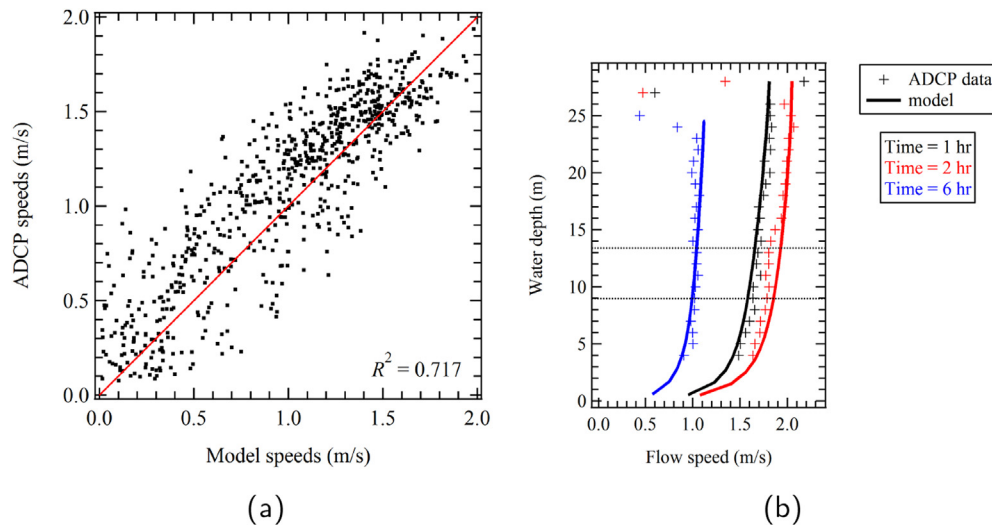 2.0
1.5
1.0
0.5
0.0
ADCP speeds (m/s)
R² = 0.717
0.0 0.5 1.0 1.5 2.0
Model speeds (m/s)
(a)
25
20
15
10
5
0
Water depth (m)
0.0 0.5 1.0 1.5 2.0
Flow speed (m/s)
(b)
ADCP data
model
Time = 1 hr
Time = 2 hr
Time = 6 hr